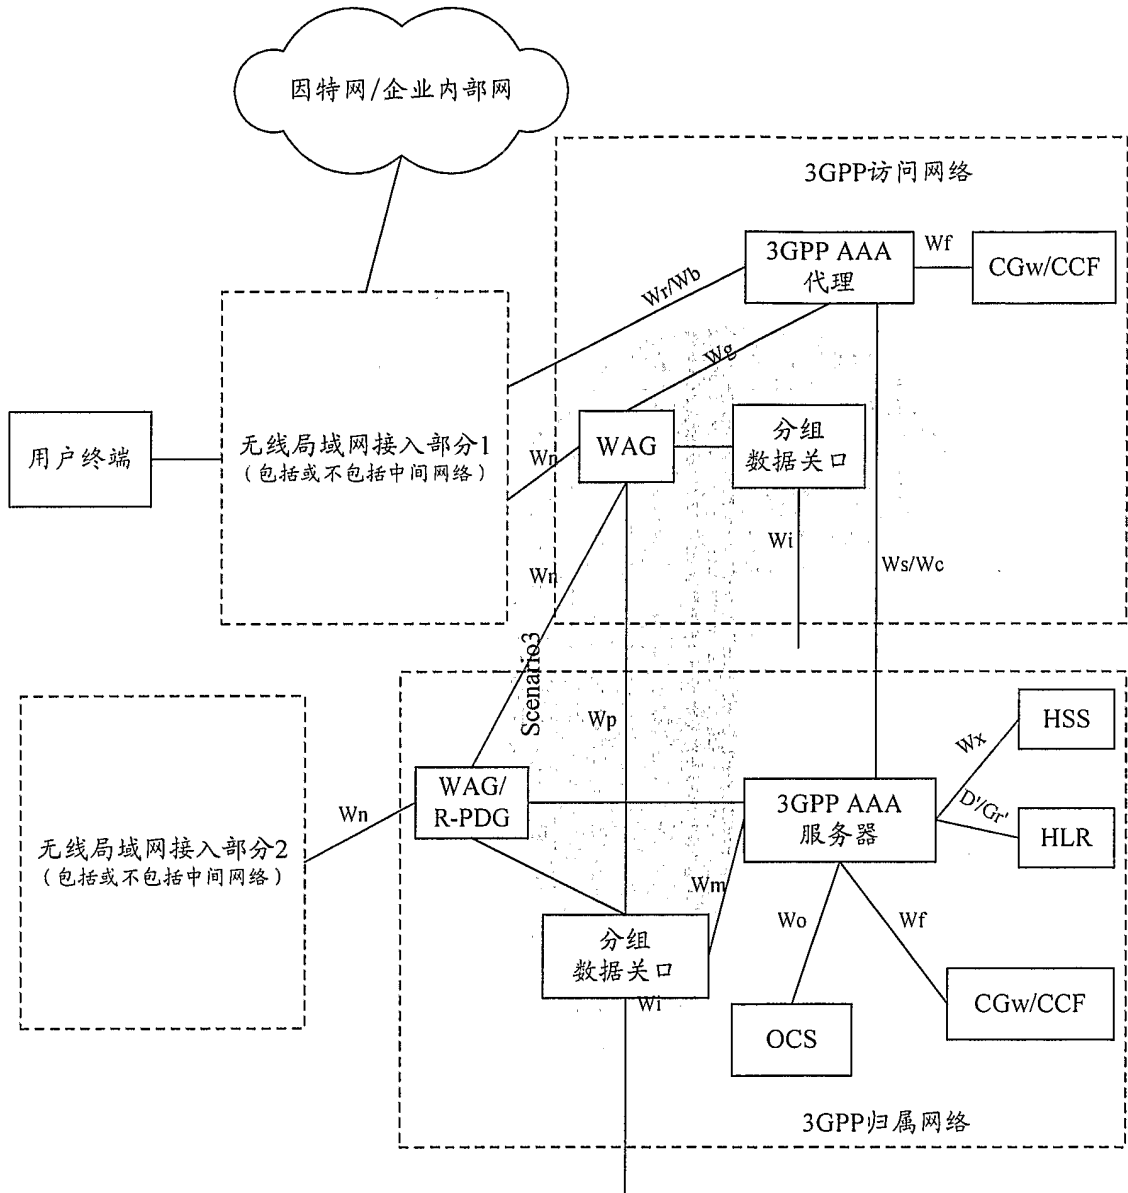 因特网/企业内部网
3GPP访问网络
3GPP AAA
代理
Wf
CGw/CCF
Wr/Wb
Wg
用户终端
无线局域网接入部分1
(包括或不包括中间网络)
Wn
WAG
分组
数据关口
Wn
Wi
Ws/Wc
Scenario3
Wp
HSS
Wx
WAG/
R-PDG
3GPP AAA
服务器
D'/Gr'
HLR
Wn
无线局域网接入部分2
(包括或不包括中间网络)
Wm
Wo
Wf
分组
数据关口
Wi
CGw/CCF
OCS
3GPP归属网络